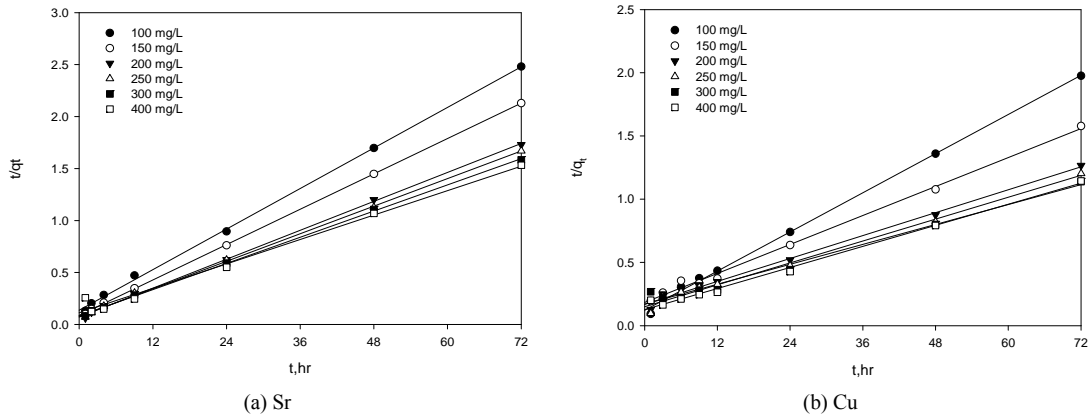 3.0
2.5
2.0
1.5
1.0
0.5
0.0
t/qt
100 mg/L
150 mg/L
200 mg/L
250 mg/L
300 mg/L
400 mg/L
0 12 24 36 48 60 72
t,hr
(a) Sr
2.5
2.0
1.5
1.0
0.5
0.0
t/qt
100 mg/L
150 mg/L
200 mg/L
250 mg/L
300 mg/L
400 mg/L
0 12 24 36 48 60 72
t,hr
(b) Cu